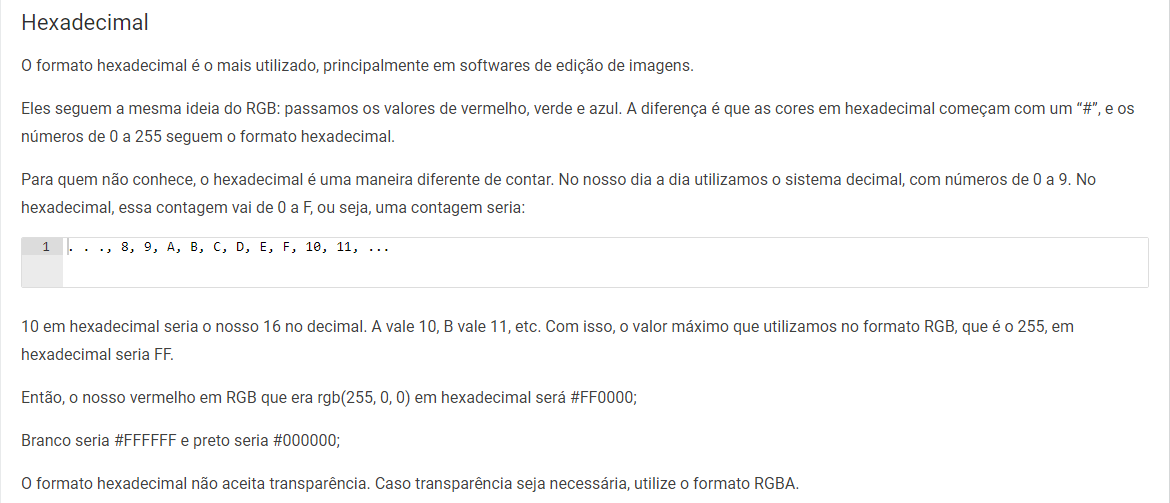 Hexadecimal
O formato hexadecimal é o mais utilizado, principalmente em softwares de edição de imagens.
Eles seguem a mesma ideia do RGB: passamos os valores de vermelho, verde e azul. A diferença é que as cores em hexadecimal começam com um “#”, e os
números de 0 a 255 seguem o formato hexadecimal.
Para quem não conhece, o hexadecimal é uma maneira diferente de contar. No nosso dia a dia utilizamos o sistema decimal, com números de 0 a 9. No
hexadecimal, essa contagem vai de 0 a F, ou seja, uma contagem seria:
1 . . ., 8, 9, A, B, C, D, E, F, 10, 11, ...
10 em hexadecimal seria o nosso 16 no decimal. A vale 10, B vale 11, etc. Com isso, o valor máximo que utilizamos no formato RGB, que é o 255, em
hexadecimal seria FF.
Então, o nosso vermelho em RGB que era rgb(255, 0, 0) em hexadecimal será #FF0000;
Branco seria #FFFFFF e preto seria #000000;
O formato hexadecimal não aceita transparência. Caso transparência seja necessária, utilize o formato RGBA.